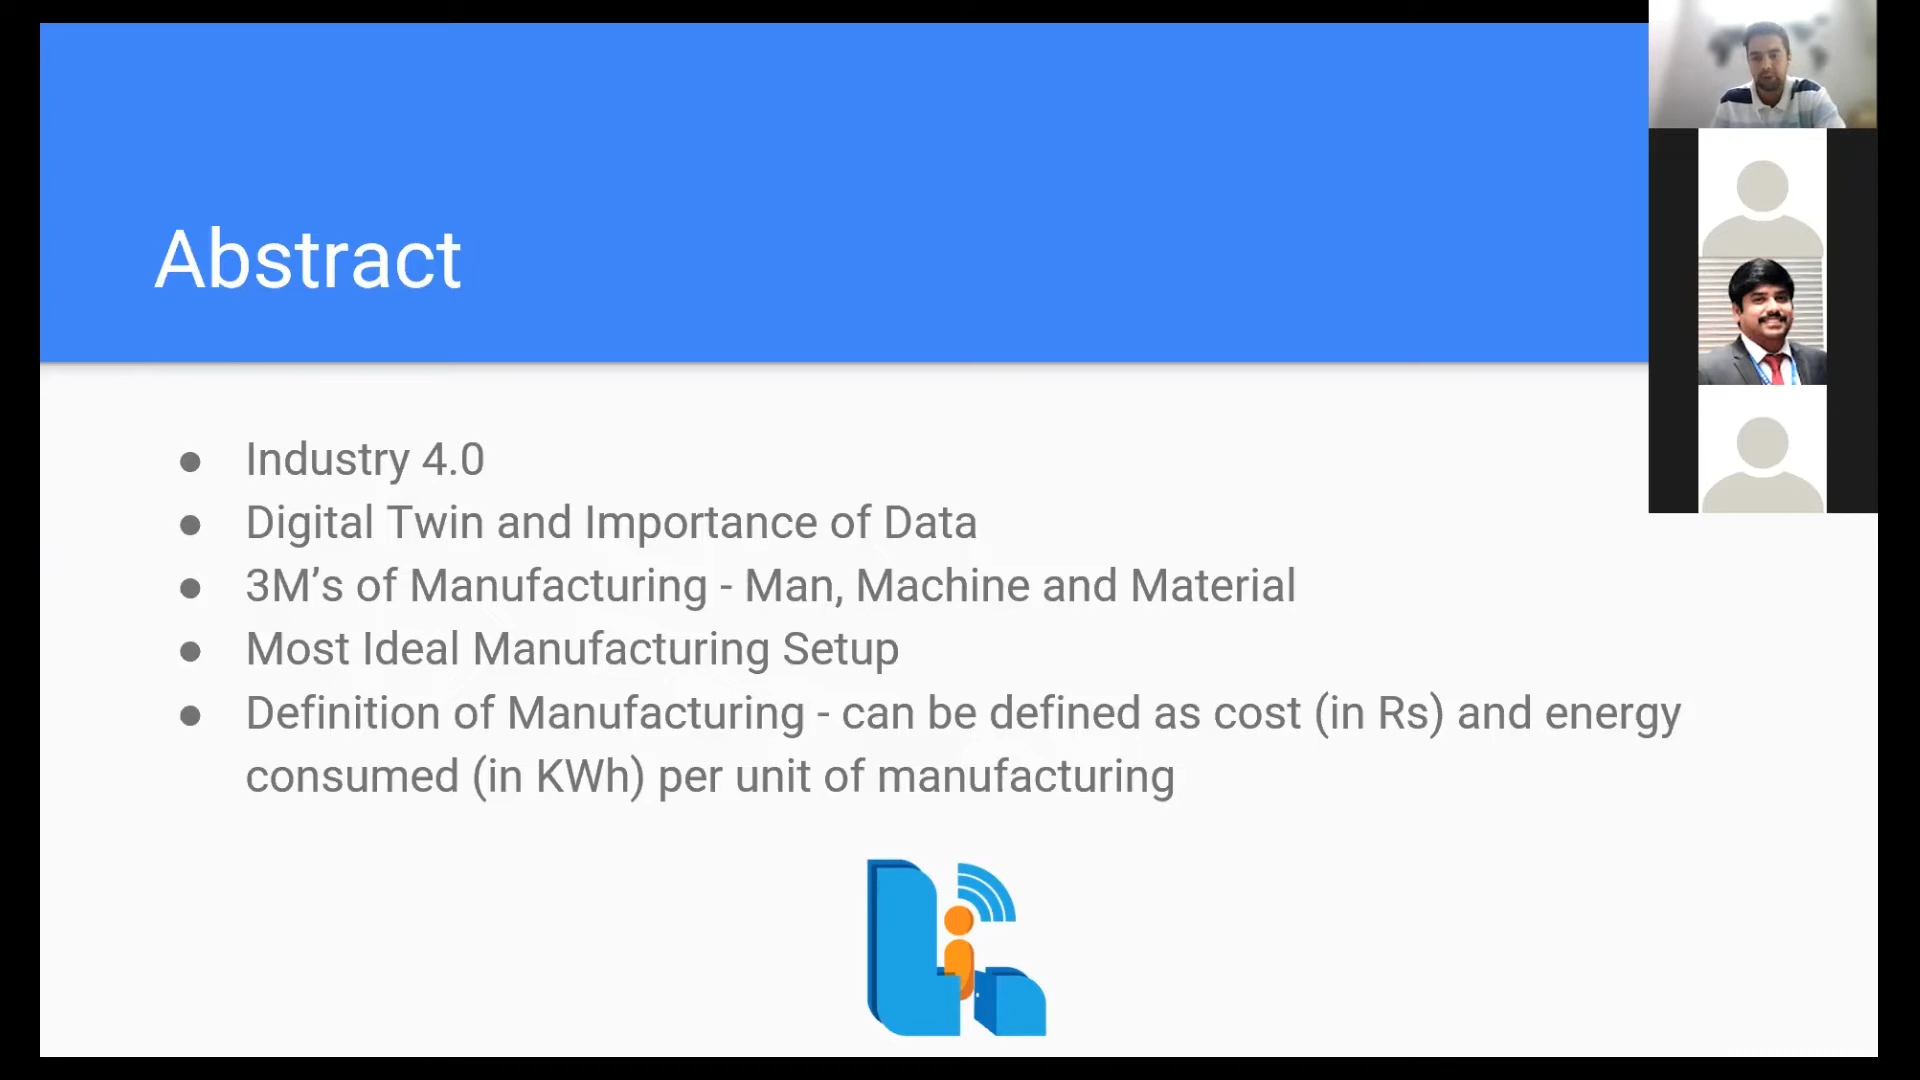 Abstract
● Industry 4.0
● Digital Twin and Importance of Data
● 3M’s of Manufacturing - Man, Machine and Material
● Most Ideal Manufacturing Setup
● Definition of Manufacturing - can be defined as cost (in Rs) and energy
consumed (in KWh) per unit of manufacturing
Lin